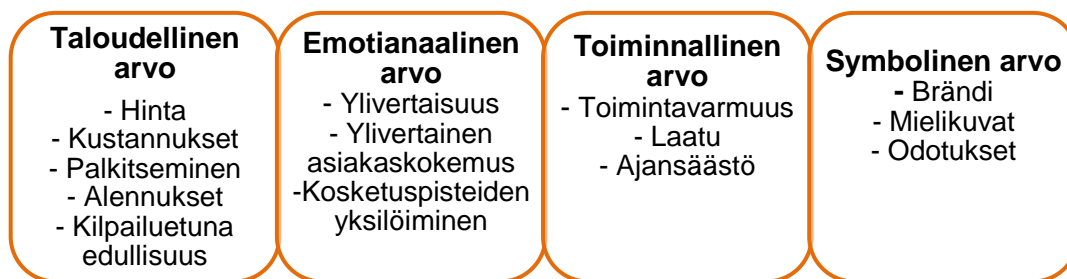 Taloudellinen
arvo
- Hinta
- Kustannukset
- Palkitseminen
- Alennukset
- Kilpailuetuna
edullisuus
Emotianaalinen
arvo
- Ylivertaisuus
- Ylivertainen
asiakaskokemus
-Kosketuspisteiden
yksilöiminen
Toiminnallinen
arvo
- Toimintavarmuus
- Laatu
- Ajansäästö
Symbolinen arvo
- Brändi
- Mielikuvat
- Odotukset